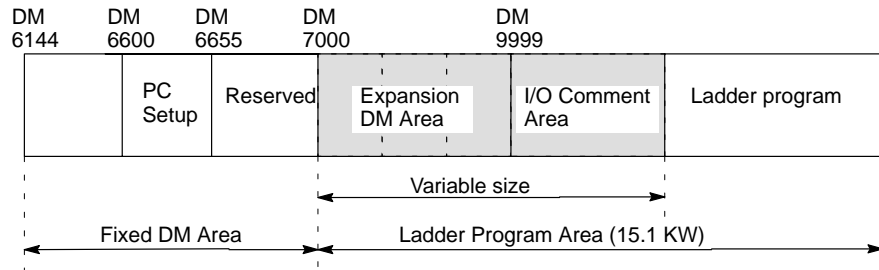 DM DM DM DM DM
6144 6600 6655 7000 9999
PC
Setup
Reserved
Expansion
DM Area
I/O Comment
Area
Ladder program
Variable size
Fixed DM Area
Ladder Program Area (15.1 KW)